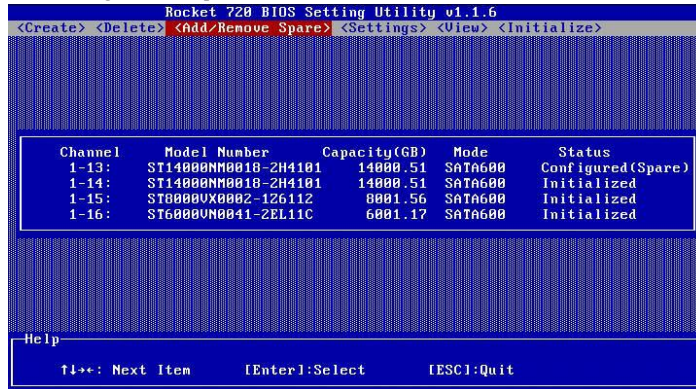 Rocket 720 BIOS Setting Utility v1.1.6
<Create> <Delete> <Add/Remove Spare> <Settings> <View> <Initialize>
Channel Model Number Capacity(GB) Mode Status
1-13: ST14000NM0018-2H4101 14000.51 SATA600 Configured(Spare)
1-14: ST14000NM0018-2H4101 14000.51 SATA600 Initialized
1-15: ST8000VX0002-1Z6112 8001.56 SATA600 Initialized
1-16: ST6000VN0041-2EL11C 6001.17 SATA600 Initialized
Help
↑↓→←: Next Item [Enter]:Select [ESC]:Quit